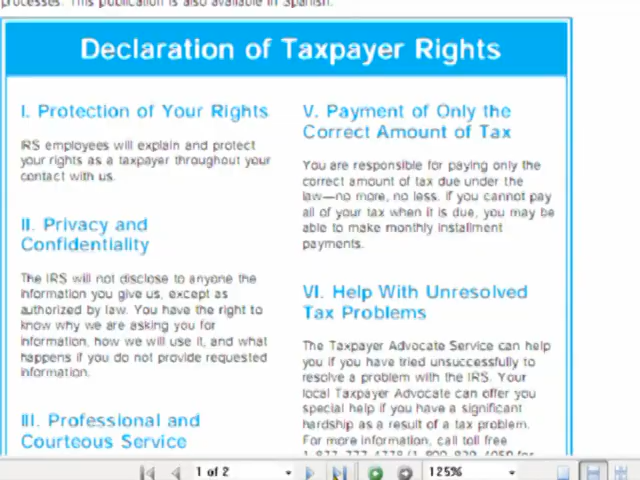 processes. This publication is also available in Spanish.
Declaration of Taxpayer Rights
I. Protection of Your Rights
IRS employees will explain and protect
your rights as a taxpayer throughout your
contact with us.
II. Privacy and
Confidentiality
The IRS will not disclose to anyone the
information you give us, except as
authorized by law. You have the right to
know why we are asking you for
information, how we will use it, and what
happens if you do not provide requested
information.
III. Professional and
Courteous Service
V. Payment of Only the
Correct Amount of Tax
You are responsible for paying only the
correct amount of tax due under the
law—no more, no less. If you cannot pay
all of your tax when it is due, you may be
able to make monthly installment
payments.
VI. Help With Unresolved
Tax Problems
The Taxpayer Advocate Service can help
you if you have tried unsuccessfully to
resolve a problem with the IRS. Your
local Taxpayer Advocate can offer you
special help if you have a significant
hardship as a result of a tax problem.
For more information, call toll free
1 of 2
125%